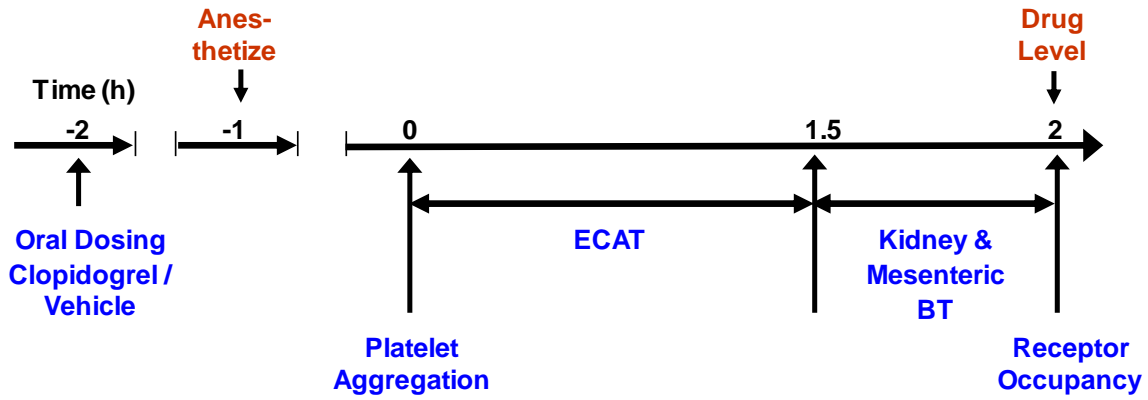 Anes-
thetize
Drug
Level
Time (h)
-2
-1
0
1.5
2
Oral Dosing
Clopidogrel /
Vehicle
ECAT
Kidney &
Mesenteric
BT
Platelet
Aggregation
Receptor
Occupancy